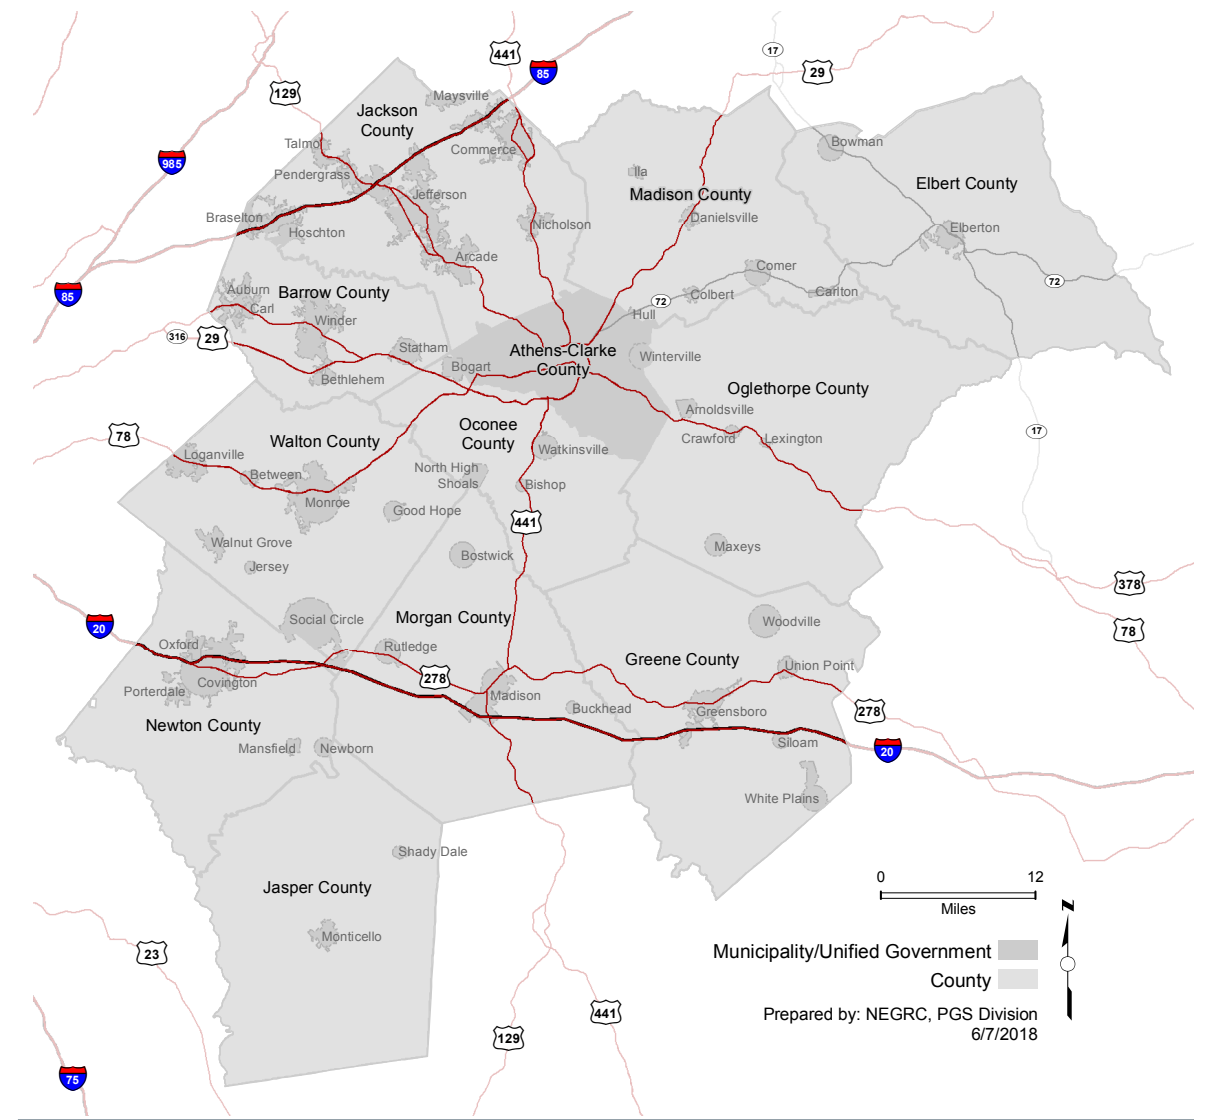 441
85
17
29
129
Maysville
Jackson
County
Talmo
Commerce
Bowman
985
Pendergrass
Ila
Elbert County
Jefferson
Madison County
Braselton
Hoschton
Nicholson
Danielsville
Elberton
Arcade
Comer
72
85
Auburn
Barrow County
Colbert
Carlton
72
Carl
Hull
Winder
316
29
Statham
Athens-Clarke
County
Winterville
Bogart
Bethlehem
Oglethorpe County
Arnoldsville
78
Walton County
Oconee
County
Crawford
Lexington
17
Loganville
Watkinsville
Between
North High
Shoals
Bishop
Monroe
Good Hope
441
Walnut Grove
Maxeys
Jersey
Bostwick
378
20
Social Circle
Morgan County
Woodville
78
Oxford
Rutledge
Greene County
Union Point
278
Porterdale
Covington
Madison
Buckhead
Greensboro
278
Newton County
Mansfield
Newborn
Siloam
20
White Plains
Shady Dale
Jasper County
0 12
Miles
N
Monticello
23
Municipality/Unified Government
County
441
Prepared by: NEGRC, PGS Division
6/7/2018
129
75